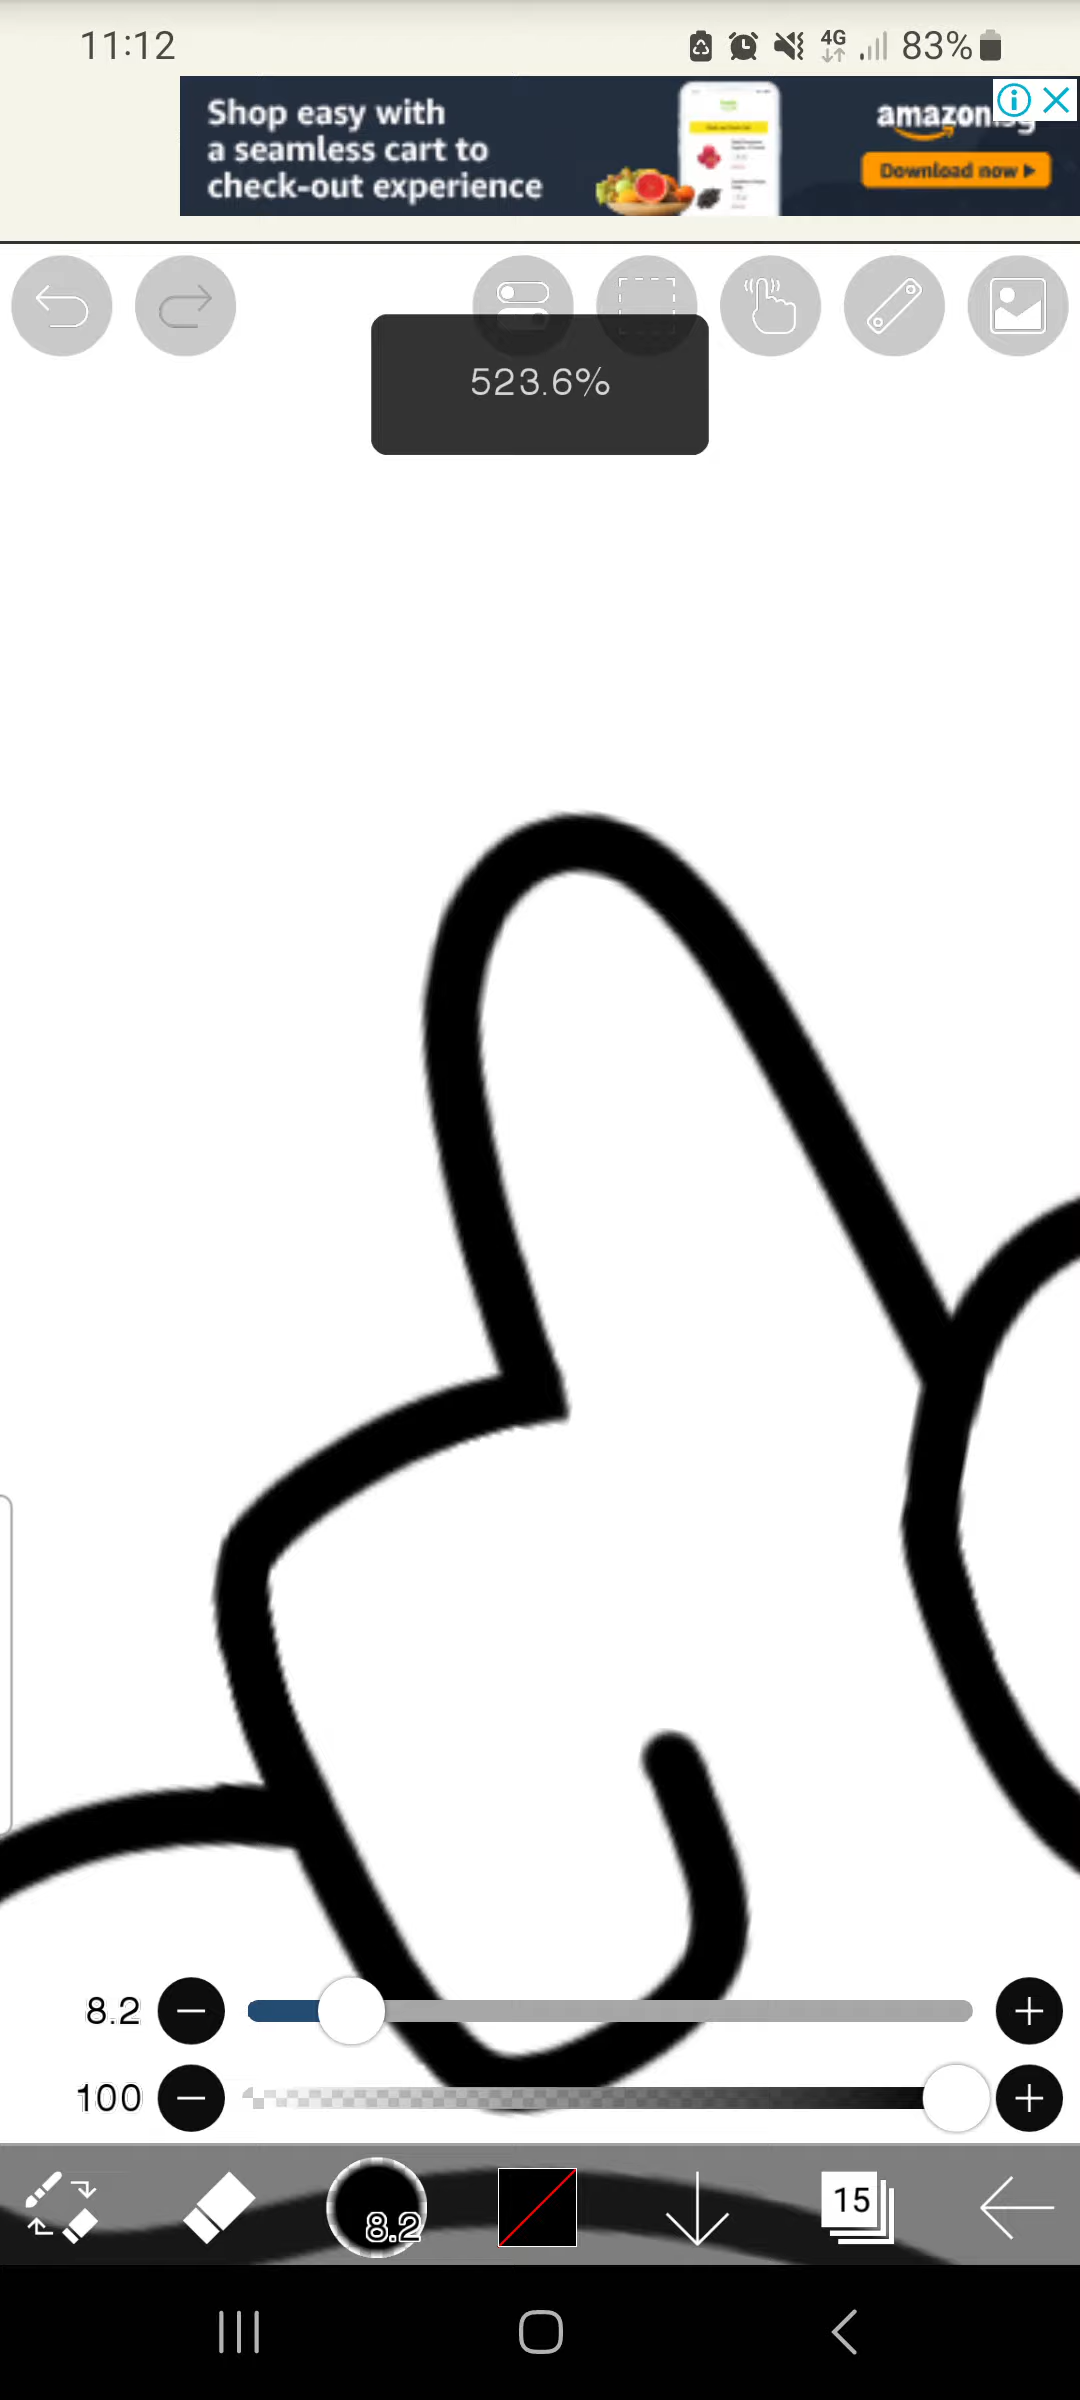 11:12
4G
83%
Shop easy with
a seamless cart to
check-out experience
Download now
523.6%
8.2
100
8.2
15